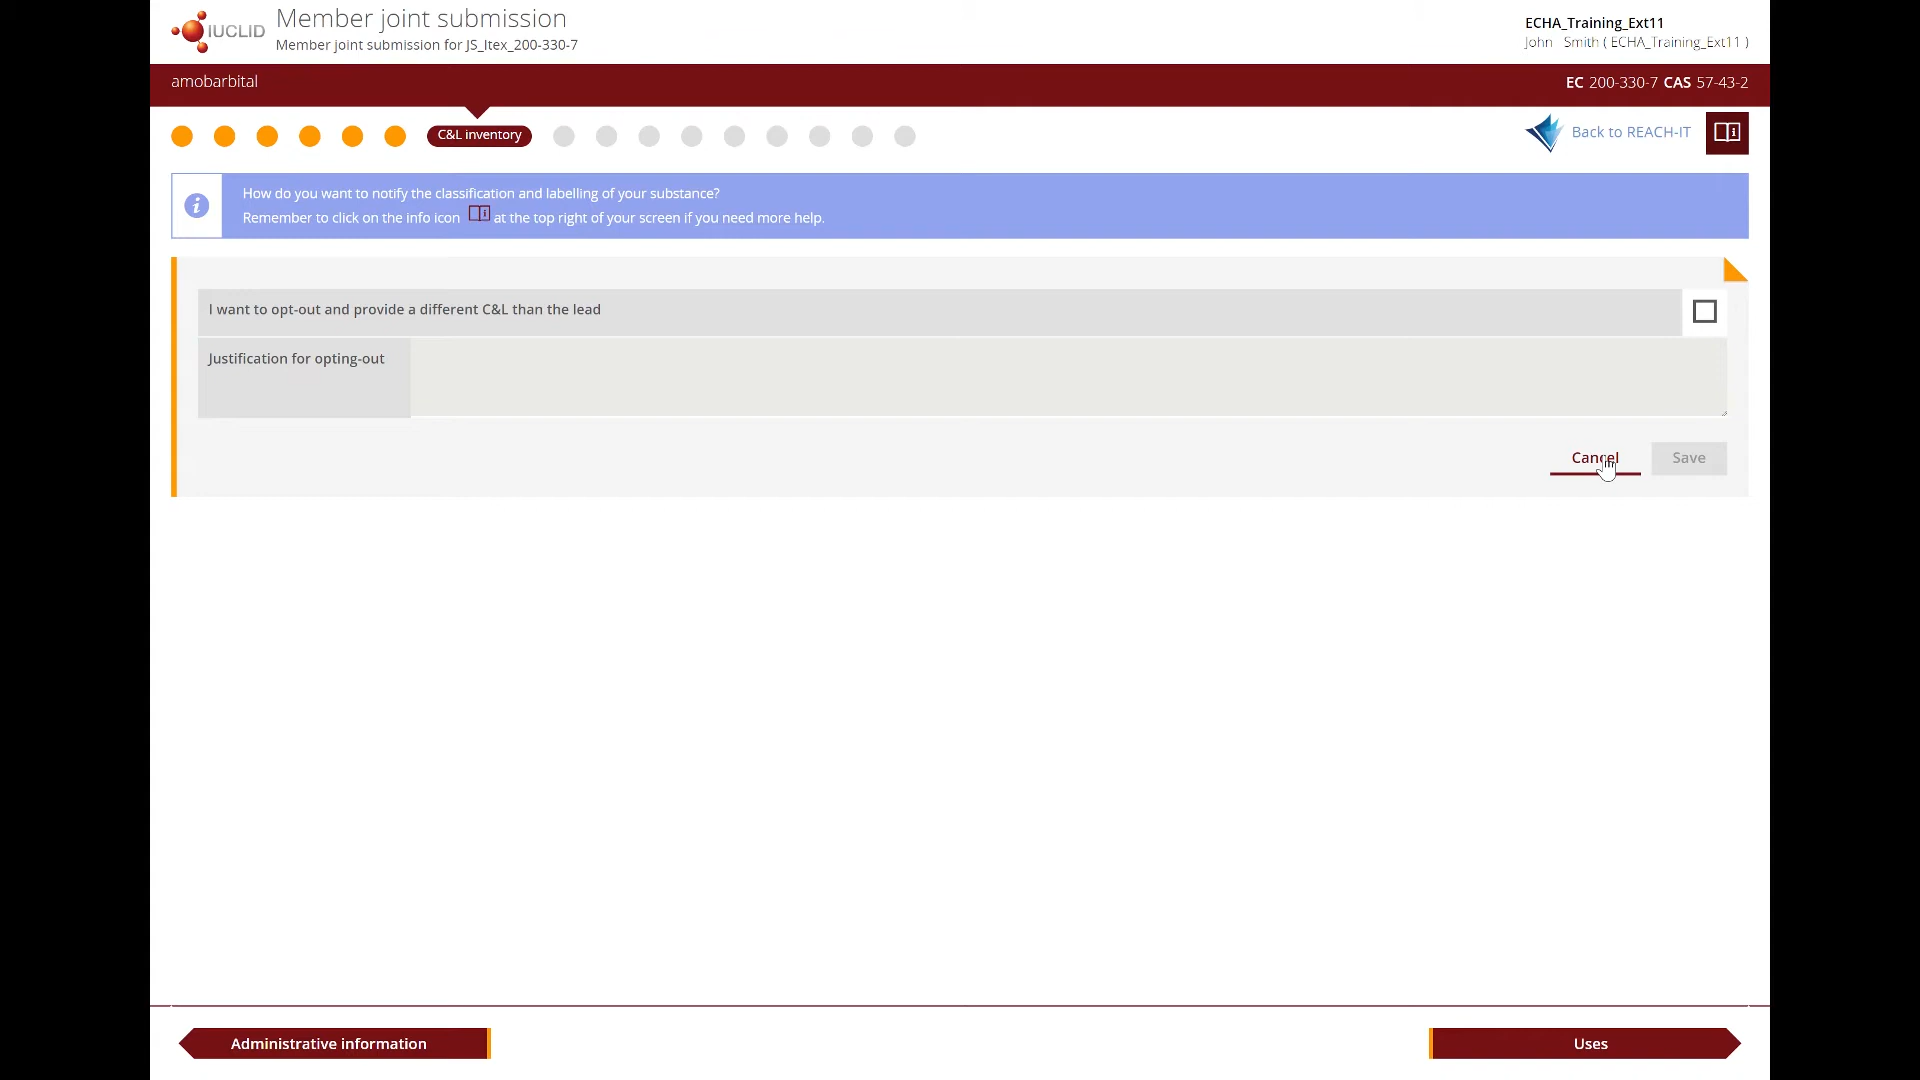 IUCLID
Member joint submission
Member joint submission for JS_Itex_200-330-7
ECHA_Training_Ext11
John Smith ( ECHA_Training_Ext11 )
amobarbital
EC 200-330-7 CAS 57-43-2
C&L inventory
Back to REACH-IT
i
How do you want to notify the classification and labelling of your substance?
Remember to click on the info icon i at the top right of your screen if you need more help.
I want to opt-out and provide a different C&L than the lead
Justification for opting-out
Cancel
Save
Administrative information
Uses